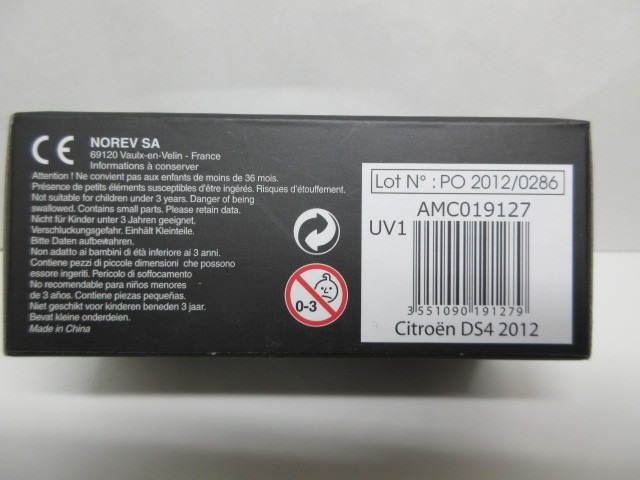 CE
NOREV SA
69120 Vaulx-en-Velin - France
Informations à conserver
Attention ! Ne convient pas aux enfants de moins de 36 mois.
Présence de petits éléments susceptibles d'être ingérés. Risques d'étouffement.
Not suitable for children under 3 years. Danger of being
swallowed. Contains small parts. Please retain data.
Nicht für Kinder unter 3 Jahren geeignet.
Verschluckungsgefahr. Einhält Kleinteile.
Bitte Daten aufbewahren.
Non adatto ai bambini di età inferiore ai 3 anni.
Contiene pezzi di piccole dimensioni che possono
essere ingeriti. Pericolo di soffocamento
No recomendable para niños menores
de 3 años. Contiene piezas pequeñas.
Niet geschikt voor kinderen beneden 3 jaar.
Bevat kleine onderdeien.
Made in China
0-3
Lot N° : PO 2012/0286
AMC019127
UV1
3 551090 191279
Citroën DS4 2012